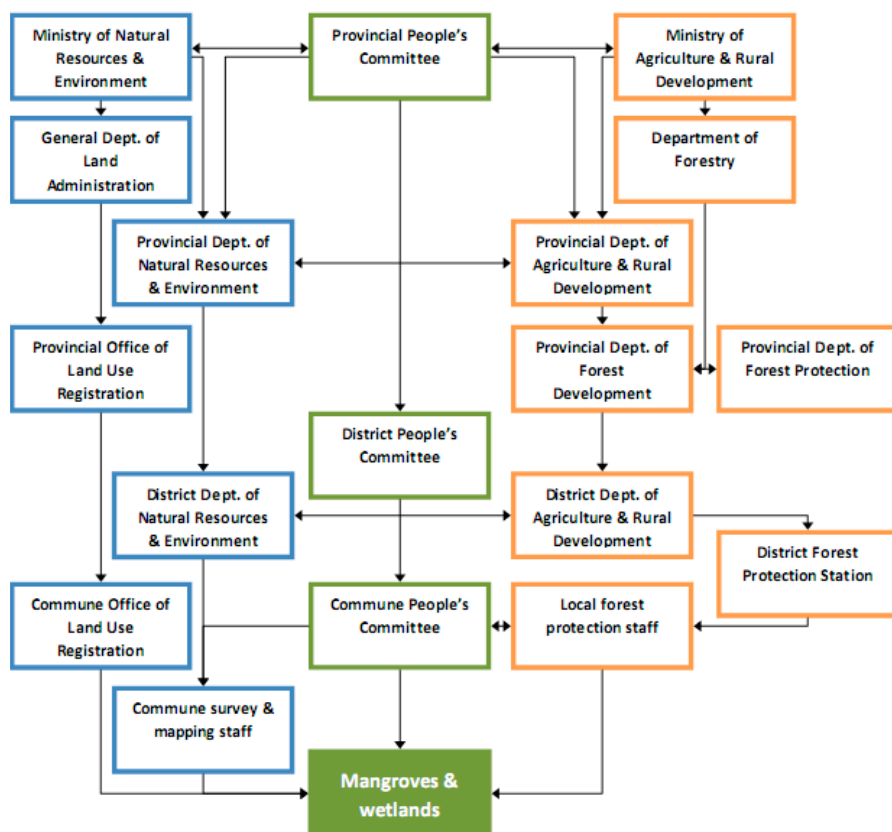 Ministry of Natural
Resources &
Environment
Provincial People's
Committee
Ministry of
Agriculture & Rural
Development
General Dept. of
Land
Administration
Department of
Forestry
Provincial Dept. of
Natural Resources
& Environment
Provincial Dept. of
Agriculture & Rural
Development
Provincial Office of
Land Use
Registration
Provincial Dept. of
Forest
Development
Provincial Dept. of
Forest Protection
District People's
Committee
District Dept. of
Natural Resources
& Environment
District Dept. of
Agriculture & Rural
Development
District Forest
Protection Station
Commune Office of
Land Use
Registration
Commune People's
Committee
Local forest
protection staff
Commune survey &
mapping staff
Mangroves &
wetlands